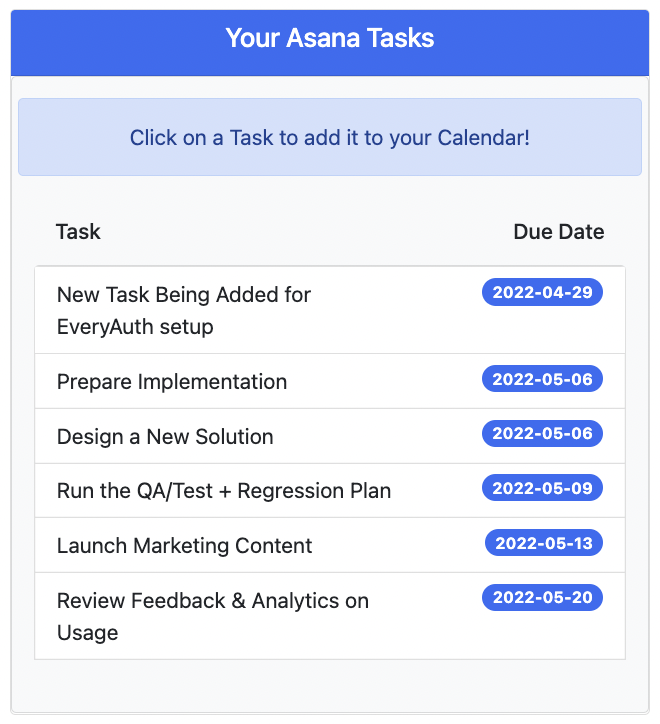 Your Asana Tasks
Click on a Task to add it to your Calendar!
Task Due Date
New Task Being Added for 2022-04-29
EveryAuth setup
Prepare Implementation 2022-05-06
Design a New Solution 2022-05-06
Run the QA/Test + Regression Plan 2022-05-09
Launch Marketing Content 2022-05-13
Review Feedback & Analytics on 2022-05-20
Usage